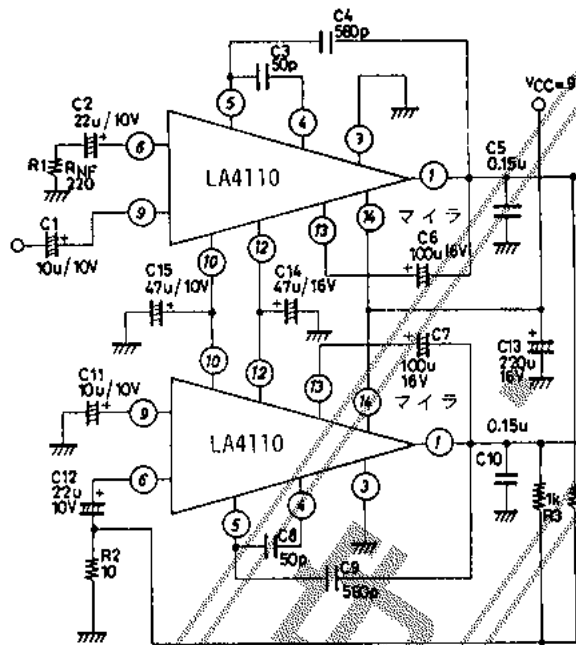 C4
580p
C3
50p
5
4
3
VCC=9
C2
22u/10V
6
R1
RNF
220
LA4110
1
C5
0.15u
9
C1
10u/10V
14
マイラ
13
12
10
C6
100u 16V
C15
47u/10V
C14
47u/16V
C7
100u
16V
C13
220u
16V
10
12
13
14
マイラ
C11
10u/10V
9
LA4110
1
0.15u
C10
C12
22u
10V
6
5
4
3
1k
R3
C8
50p
C9
580p
R2
10